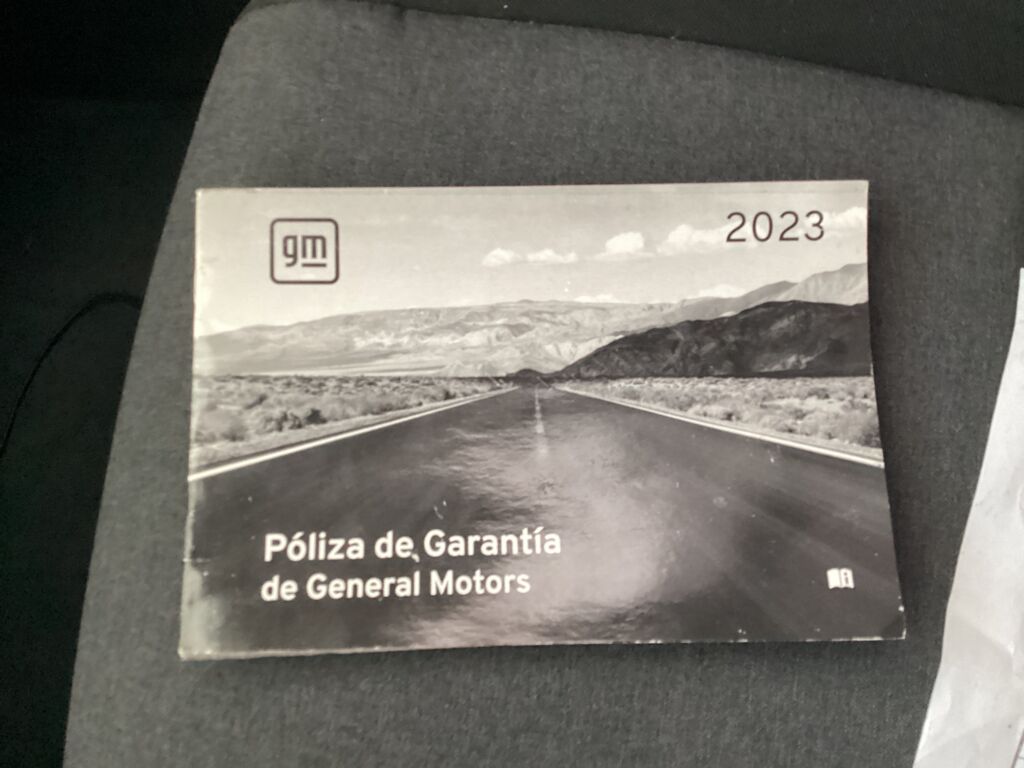 gm
2023
Póliza de Garantía
de General Motors